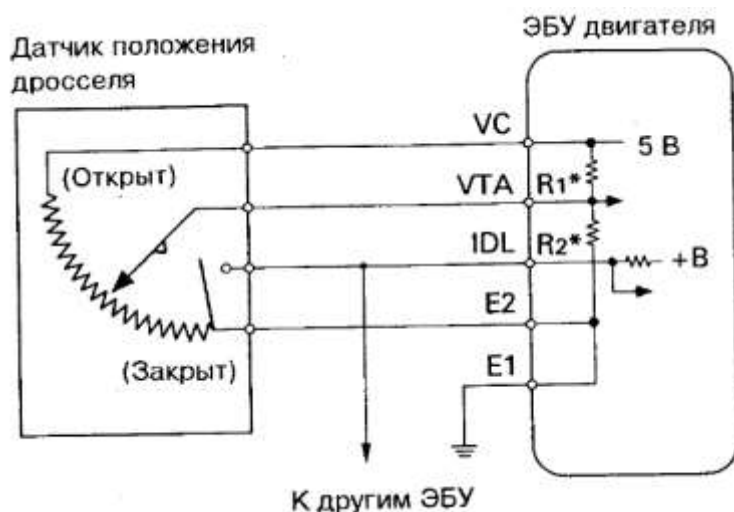 Датчик положения
дросселя
ЭБУ двигателя
VC
5 В
(Открыт)
VTA
R1*
IDL
R2*
+В
E2
(Закрыт)
E1
К другим ЭБУ